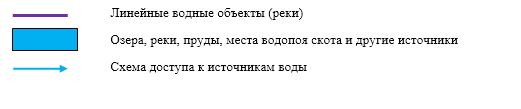 Линейные водные объекты (реки)
Озера, реки, пруды, места водопоя скота и другие источники
Схема доступа к источникам воды